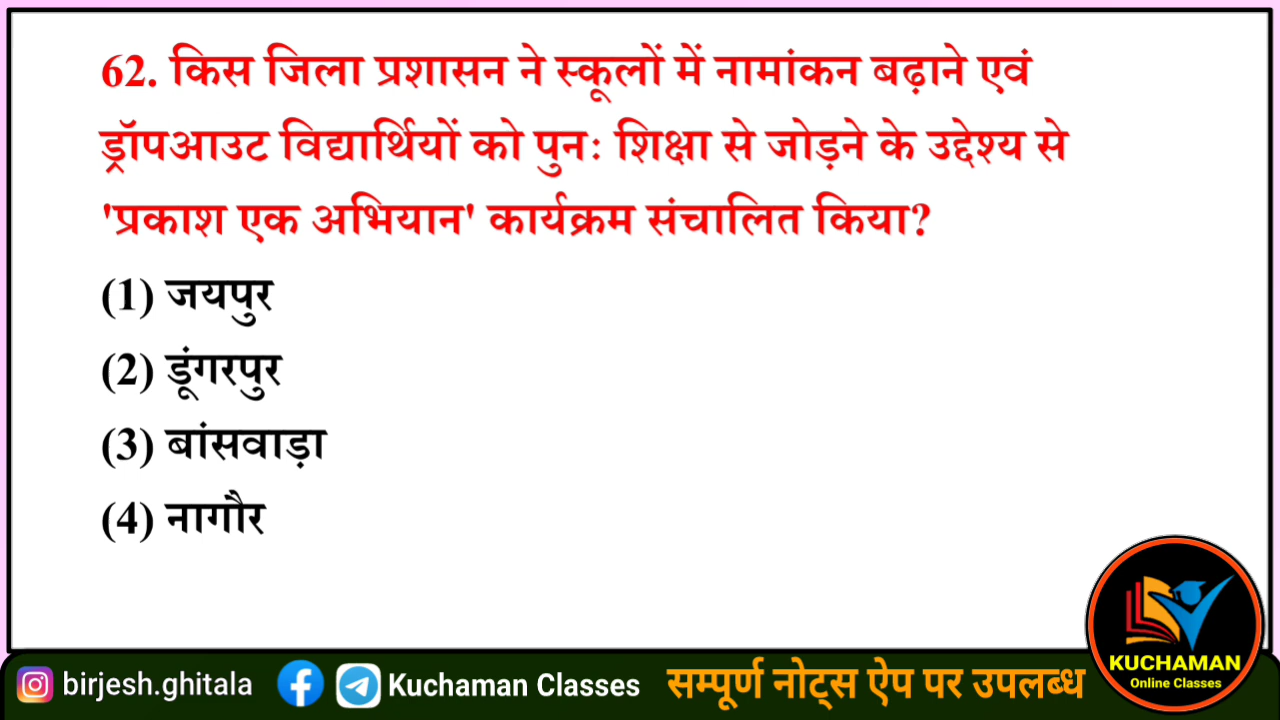 62. किस जिला प्रशासन ने स्कूलों में नामांकन बढ़ाने एवं
ड्रॉपआउट विद्यार्थियों को पुनः शिक्षा से जोड़ने के उद्देश्य से
'प्रकाश एक अभियान' कार्यक्रम संचालित किया?
(1) जयपुर
(2) डूंगरपुर
(3) बांसवाड़ा
(4) नागौर
KUCHAMAN
Online Classes
birjesh.ghitala Kuchaman Classes सम्पूर्ण नोट्स ऐप पर उपलब्ध